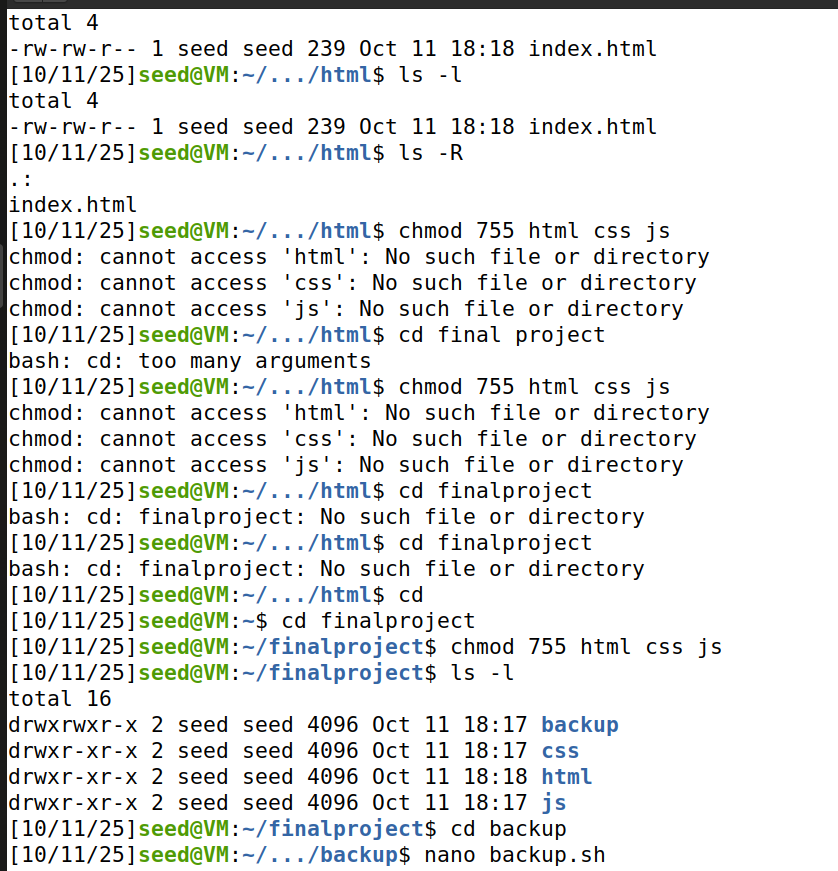 total 4
-rw-rw-r-- 1 seed seed 239 Oct 11 18:18 index.html
[10/11/25]seed@VM:~/.../html$ ls -l
total 4
-rw-rw-r-- 1 seed seed 239 Oct 11 18:18 index.html
[10/11/25]seed@VM:~/.../html$ ls -R
.:
index.html
[10/11/25]seed@VM:~/.../html$ chmod 755 html css js
chmod: cannot access 'html': No such file or directory
chmod: cannot access 'css': No such file or directory
chmod: cannot access 'js': No such file or directory
[10/11/25]seed@VM:~/.../html$ cd final project
bash: cd: too many arguments
[10/11/25]seed@VM:~/.../html$ chmod 755 html css js
chmod: cannot access 'html': No such file or directory
chmod: cannot access 'css': No such file or directory
chmod: cannot access 'js': No such file or directory
[10/11/25]seed@VM:~/.../html$ cd finalproject
bash: cd: finalproject: No such file or directory
[10/11/25]seed@VM:~/.../html$ cd finalproject
bash: cd: finalproject: No such file or directory
[10/11/25]seed@VM:~/.../html$ cd
[10/11/25]seed@VM:~$ cd finalproject
[10/11/25]seed@VM:~/finalproject$ chmod 755 html css js
[10/11/25]seed@VM:~/finalproject$ ls -l
total 16
drwxrwxr-x 2 seed seed 4096 Oct 11 18:17 backup
drwxr-xr-x 2 seed seed 4096 Oct 11 18:17 css
drwxr-xr-x 2 seed seed 4096 Oct 11 18:18 html
drwxr-xr-x 2 seed seed 4096 Oct 11 18:17 js
[10/11/25]seed@VM:~/finalproject$ cd backup
[10/11/25]seed@VM:~/.../backup$ nano backup.sh